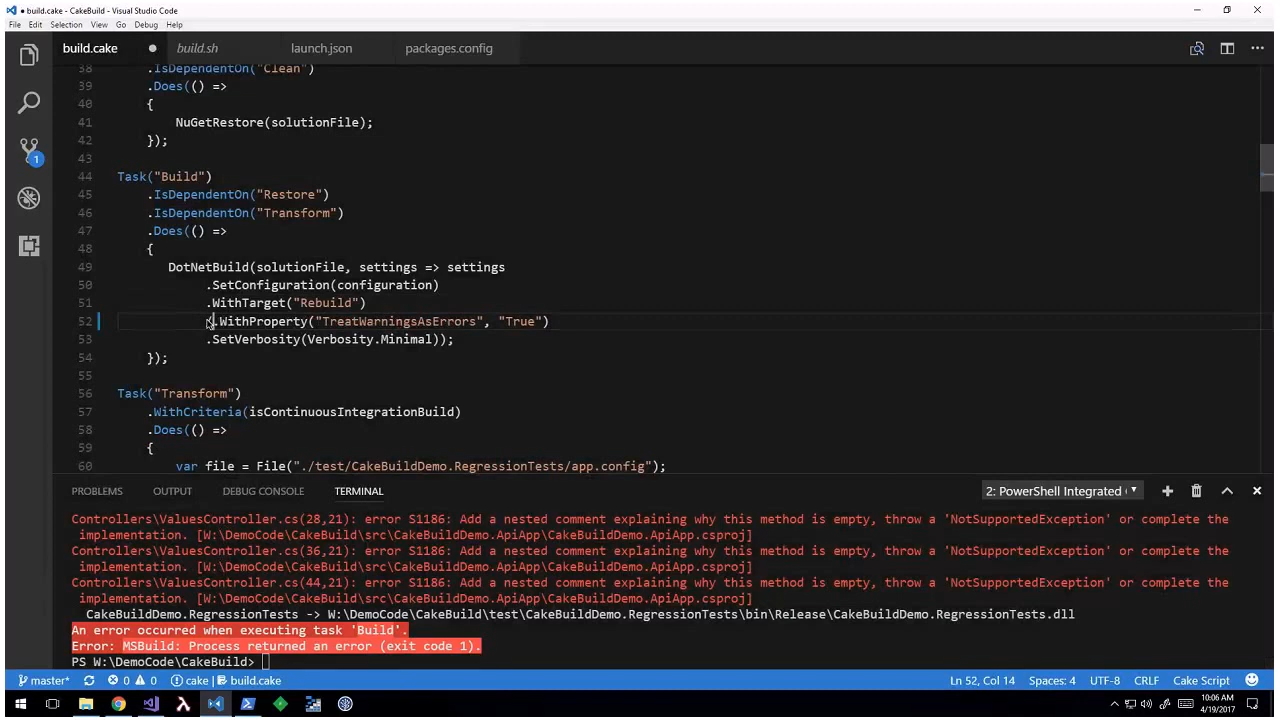 ● build.cake - CakeBuild - Visual Studio Code
File Edit Selection View Go Debug Help
build.cake build.sh launch.json packages.config
38 .IsDependentOn("Clean")
39 .Does(() =>
40 {
41 NuGetRestore(solutionFile);
42 });
43
44 Task("Build")
45 .IsDependentOn("Restore")
46 .IsDependentOn("Transform")
47 .Does(() =>
48 {
49 DotNetBuild(solutionFile, settings => settings
50 .SetConfiguration(configuration)
51 .WithTarget("Rebuild")
52 .WithProperty("TreatWarningsAsErrors", "True")
53 .SetVerbosity(Verbosity.Minimal));
54 });
55
56 Task("Transform")
57 .WithCriteria(isContinuousIntegrationBuild)
58 .Does(() =>
59 {
60 var file = File("./test/CakeBuildDemo.RegressionTests/app.config");
1
PROBLEMS OUTPUT DEBUG CONSOLE TERMINAL 2: PowerShell Integrated
Controllers\ValuesController.cs(28,21): error S1186: Add a nested comment explaining why this method is empty, throw a 'NotSupportedException' or complete the
implementation. [W:\DemoCode\CakeBuild\src\CakeBuildDemo.ApiApp\CakeBuildDemo.ApiApp.csproj]
Controllers\ValuesController.cs(36,21): error S1186: Add a nested comment explaining why this method is empty, throw a 'NotSupportedException' or complete the
implementation. [W:\DemoCode\CakeBuild\src\CakeBuildDemo.ApiApp\CakeBuildDemo.ApiApp.csproj]
Controllers\ValuesController.cs(44,21): error S1186: Add a nested comment explaining why this method is empty, throw a 'NotSupportedException' or complete the
implementation. [W:\DemoCode\CakeBuild\src\CakeBuildDemo.ApiApp\CakeBuildDemo.ApiApp.csproj]
CakeBuildDemo.RegressionTests -> W:\DemoCode\CakeBuild\test\CakeBuildDemo.RegressionTests\bin\Release\CakeBuildDemo.RegressionTests.dll
An error occurred when executing task 'Build'.
Error: MSBuild: Process returned an error (exit code 1).
PS W:\DemoCode\CakeBuild>
master* 0 0 cake build.cake Ln 52, Col 14 Spaces: 4 UTF-8 CRLF Cake Script
10:06 AM
4/19/2017